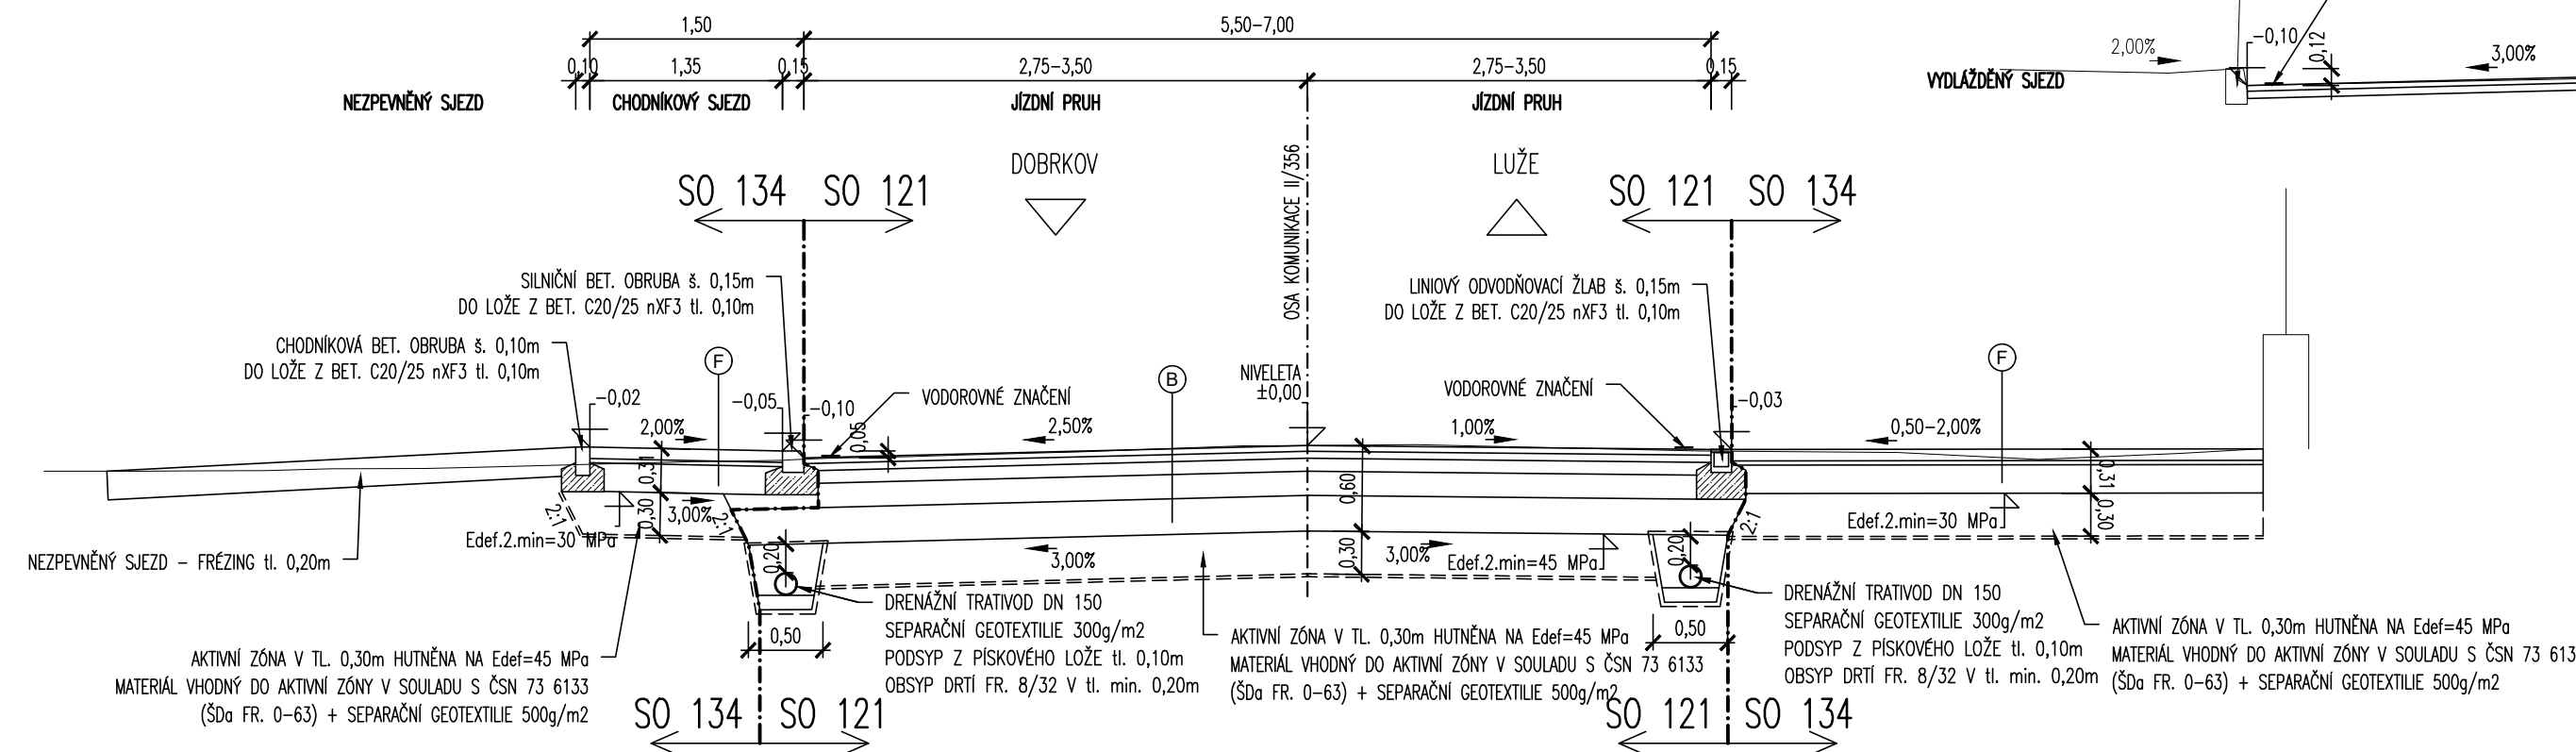 1,50
5,50-7,00
0,10
1,35
0,15
2,75-3,50
2,75-3,50
0,15
NEZPEVNĚNÝ SJEZD
CHODNÍKOVÝ SJEZD
JÍZDNÍ PRUH
JÍZDNÍ PRUH
VYDLÁŽDĚNÝ SJEZD
2,00%
-0,10
0,12
3,00%
DOBRKOV
LUŽE
OSA KOMUNIKACE II/356
SO 134
SO 121
SO 121
SO 134
SILNIČNÍ BET. OBRUBA š. 0,15m
DO LOŽE Z BET. C20/25 nXF3 tl. 0,10m
CHODNÍKOVÁ BET. OBRUBA š. 0,10m
DO LOŽE Z BET. C20/25 nXF3 tl. 0,10m
LINIOVÝ ODVODŇOVACÍ ŽLAB š. 0,15m
DO LOŽE Z BET. C20/25 nXF3 tl. 0,10m
F
B
F
NIVELETA
±0,00
VODOROVNÉ ZNAČENÍ
VODOROVNÉ ZNAČENÍ
-0,02
-0,05
-0,10
-0,03
2,00%
0,05
2,50%
1,00%
0,50-2,00%
0,31
0,30
3,00%
2:1
2:1
0,60
0,30
2:1
0,31
0,30
Edef.2.min=30 MPa
Edef.2.min=45 MPa
Edef.2.min=30 MPa
3,00%
3,00%
0,20
0,20
0,50
0,50
NEZPEVNĚNÝ SJEZD - FRÉZING tl. 0,20m
DRENÁŽNÍ TRATIVOD DN 150
SEPARAČNÍ GEOTEXTILIE 300g/m2
PODSYP Z PÍSKOVÉHO LOŽE tl. 0,10m
OBSYP DRTÍ FR. 8/32 V tl. min. 0,20m
DRENÁŽNÍ TRATIVOD DN 150
SEPARAČNÍ GEOTEXTILIE 300g/m2
PODSYP Z PÍSKOVÉHO LOŽE tl. 0,10m
OBSYP DRTÍ FR. 8/32 V tl. min. 0,20m
AKTIVNÍ ZÓNA V TL. 0,30m HUTNĚNA NA Edef=45 MPa
MATERIÁL VHODNÝ DO AKTIVNÍ ZÓNY V SOULADU S ČSN 73 6133
(ŠDa FR. 0-63) + SEPARAČNÍ GEOTEXTILIE 500g/m2
AKTIVNÍ ZÓNA V TL. 0,30m HUTNĚNA NA Edef=45 MPa
MATERIÁL VHODNÝ DO AKTIVNÍ ZÓNY V SOULADU S ČSN 73 6133
(ŠDa FR. 0-63) + SEPARAČNÍ GEOTEXTILIE 500g/m2
AKTIVNÍ ZÓNA V TL. 0,30m HUTNĚNA NA Edef=45 MPa
MATERIÁL VHODNÝ DO AKTIVNÍ ZÓNY V SOULADU S ČSN 73 613
(ŠDa FR. 0-63) + SEPARAČNÍ GEOTEXTILIE 500g/m2
SO 134
SO 121
SO 121
SO 134